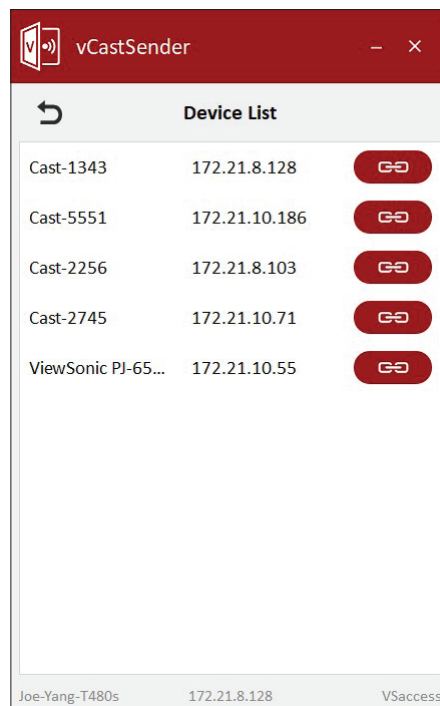 vCastSender
Device List
Cast-1343 172.21.8.128
Cast-5551 172.21.10.186
Cast-2256 172.21.8.103
Cast-2745 172.21.10.71
ViewSonic PJ-65... 172.21.10.55
Joe-Yang-T480s 172.21.8.128 VSaccess